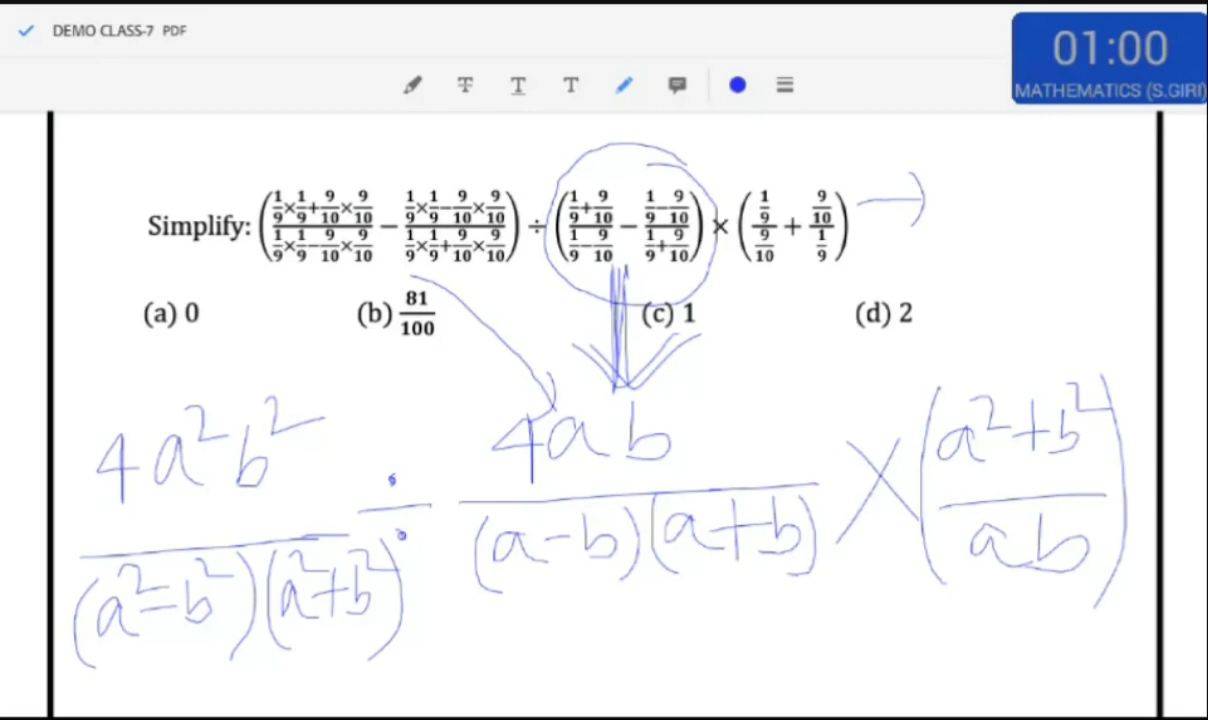 DEMO CLASS-7 PDF
01:00
MATHEMATICS (S.GIRI)
T T T
Simplify: ((1/9×1/9+9/10×9/10)/(1/9×1/9−9/10×9/10) − (1/9×1/9−9/10×9/10)/(1/9×1/9+9/10×9/10)) ÷ ((1/9+9/10)/(1/9−9/10) − (1/9−9/10)/(1/9+9/10)) × ((1/9)/(9/10) + (9/10)/(1/9))
(a) 0 (b) 81/100 (c) 1 (d) 2
4a²b²/(a²−b²)(a²+b²) ÷ 4ab/(a−b)(a+b) × (a²+b²/ab)